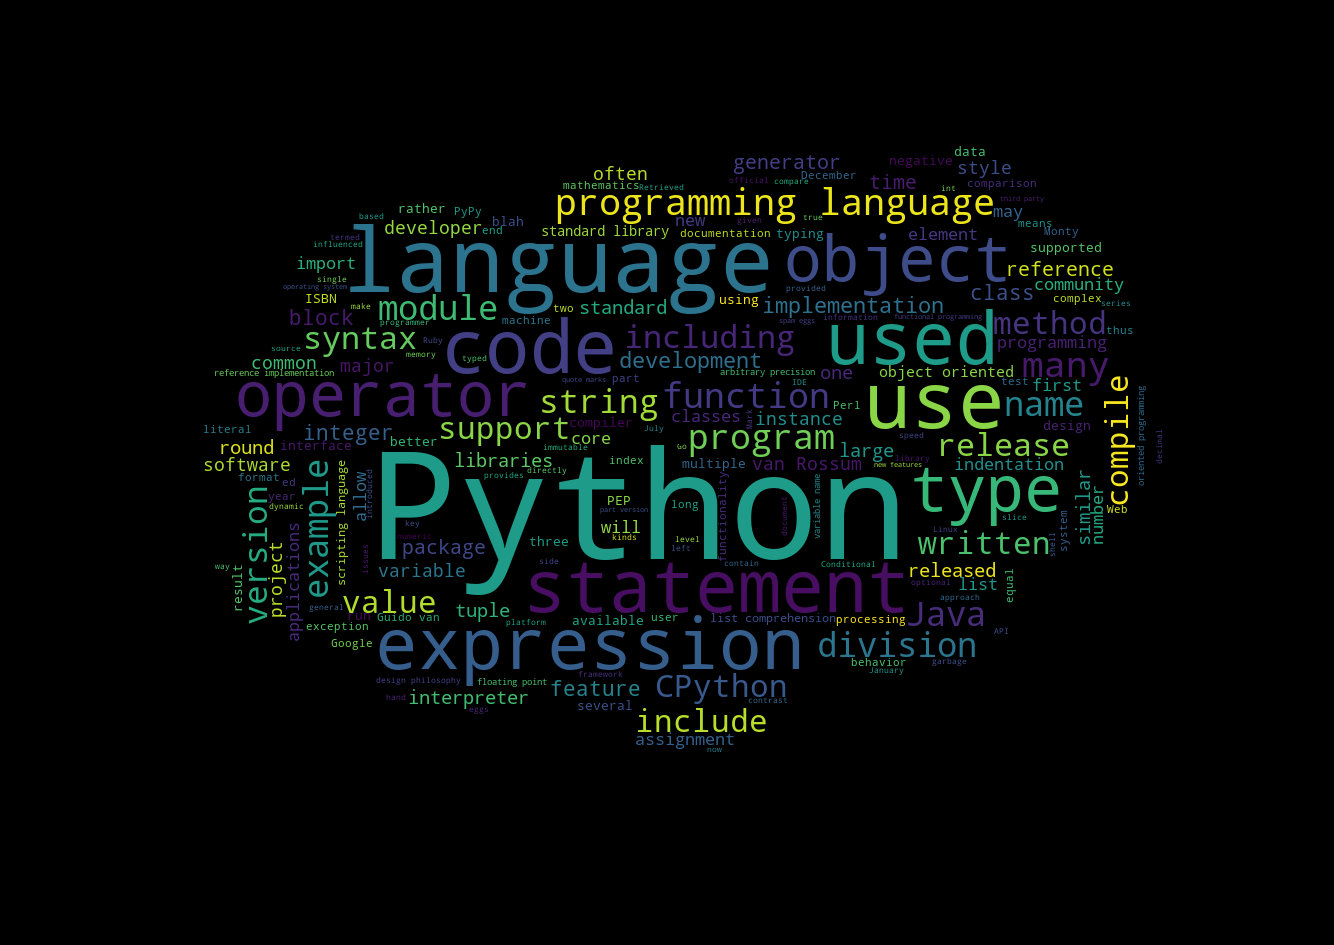 data
generator
negative
style
often
official
compare
December
time
comparison
mathematics
Retrieved
int
third party
programming language
rather
PyPy
may
based
blah
new
given
true
means
developer
end
standard library
documentation
typing
element
Monty
termed
influenced
language
object
supported
import
reference
single
provided
community
operating system
class
ISBN
module
using
complex
make
two
standard
implementation
series
block
programmer
machine
spam eggs
information
functional programming
method
thus
syntax
Ruby
code
including
used
programming
source
memory
typed
common
major
development
many
reference implementation
arbitrary precision
one
object oriented
operator
quote marks
part
IDE
test
first
compile
string
function
use
name
Perl
oriented programming
literal
integer
support
compiler
July
classes
Mark
instance
design
decimal
round
interface
better
core
program
speed
release
immutable
Go
large
library
software
libraries
index
multiple
van Rossum
new features
indentation
format
ed
scripting language
allow
introduced
provides
directly
type
similar
number
year
dynamic
Python
PEP
long
functionality
document
variable name
Web
version
example
part version
slice
key
will
Linux
system
shell
applications
issues
numeric
kinds
level
written
project
package
three
left
way
result
variable
side
contain
Conditional
released
statement
optional
list
equal
general
value
tuple
approach
run
Guido van
platform
available
user
list comprehension
processing
Java
exception
API
Google
expression
division
behavior
garbage
design philosophy
floating point
framework
January
hand
interpreter
feature
CPython
contrast
eggs
several
include
assignment
now